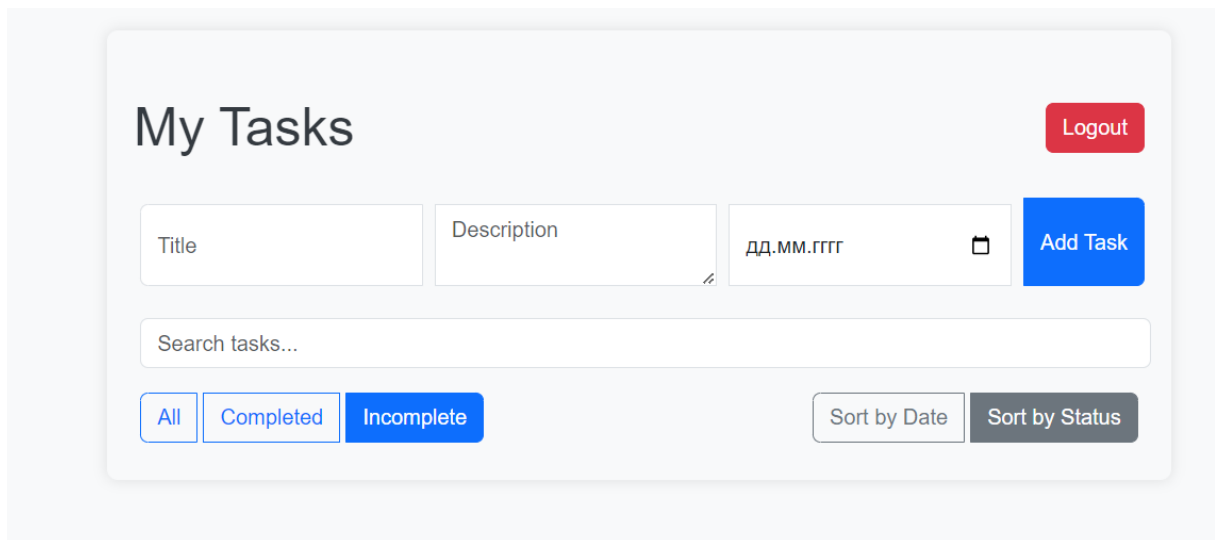 My Tasks
Logout
Title
Description
дд.мм.гггг
Add Task
Search tasks...
All
Completed
Incomplete
Sort by Date
Sort by Status